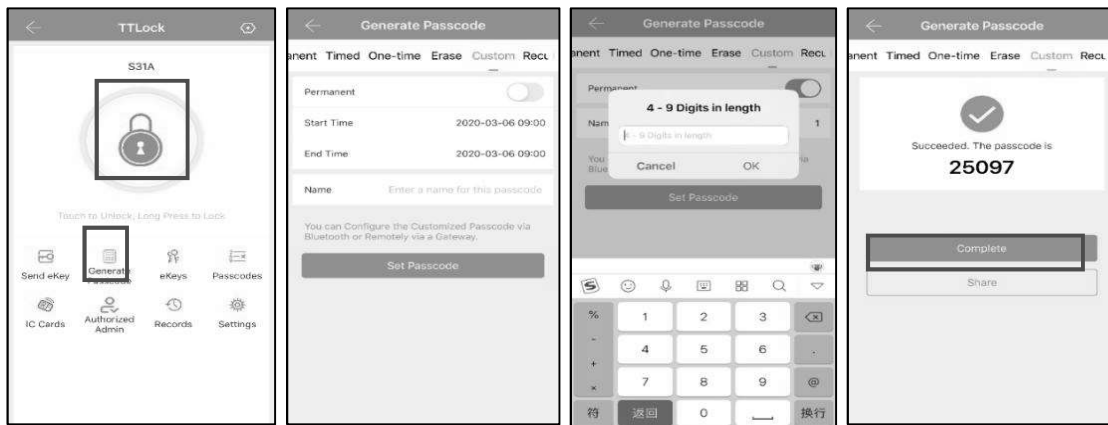 TTLock
S31A
Touch to Unlock, Long Press to Lock
Send eKey
Generate
Passcode
eKeys
Passcodes
IC Cards
Authorized
Admin
Records
Settings
Generate Passcode
anent Timed One-time Erase Custom Recu
Permanent
Start Time 2020-03-06 09:00
End Time 2020-03-06 09:00
Name Enter a name for this passcode
You can Configure the Customized Passcode via
Bluetooth or Remotely via a Gateway.
Set Passcode
Generate Passcode
anent Timed One-time Erase Custom Recu
Permanent
4 - 9 Digits in length
Nam 1
4 - 9 Digits in length
You
Blue
Cancel OK
Set Passcode
S
% 1 2 3
- 4 5 6 .
+
× 7 8 9 @
符 返回 0 换行
Generate Passcode
anent Timed One-time Erase Custom Recu
Succeeded. The passcode is
25097
Complete
Share